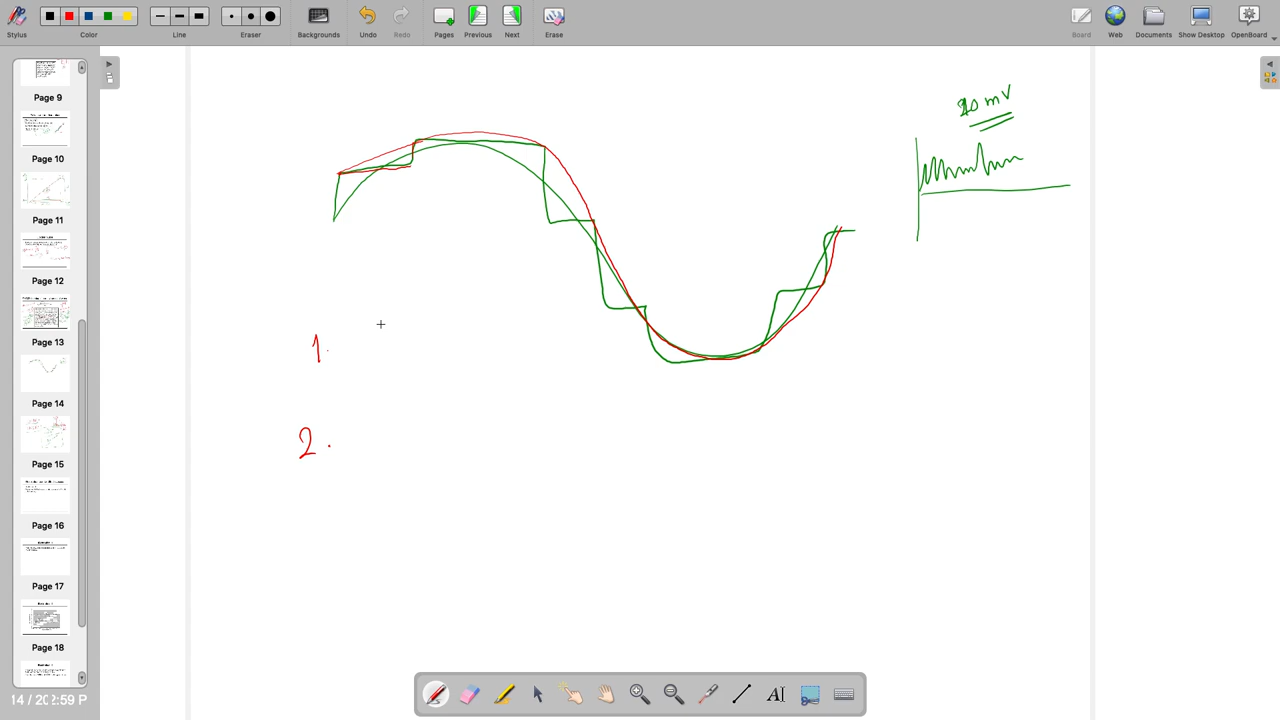 Stylus
Color
Line
Eraser
Backgrounds
Undo
Redo
Pages
Previous
Next
Erase
Board
Web
Documents
Show Desktop
OpenBoard
Page 9
Page 10
Page 11
Page 12
Page 13
Page 14
Page 15
Page 16
Page 17
Page 18
mV
1.
2.